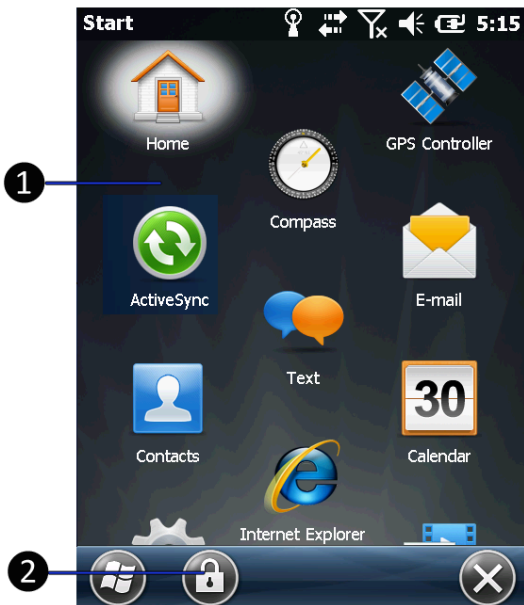 Start 5:15
Home
GPS Controller
Compass
1
ActiveSync
E-mail
Text
30
Contacts
Calendar
Internet Explorer
2